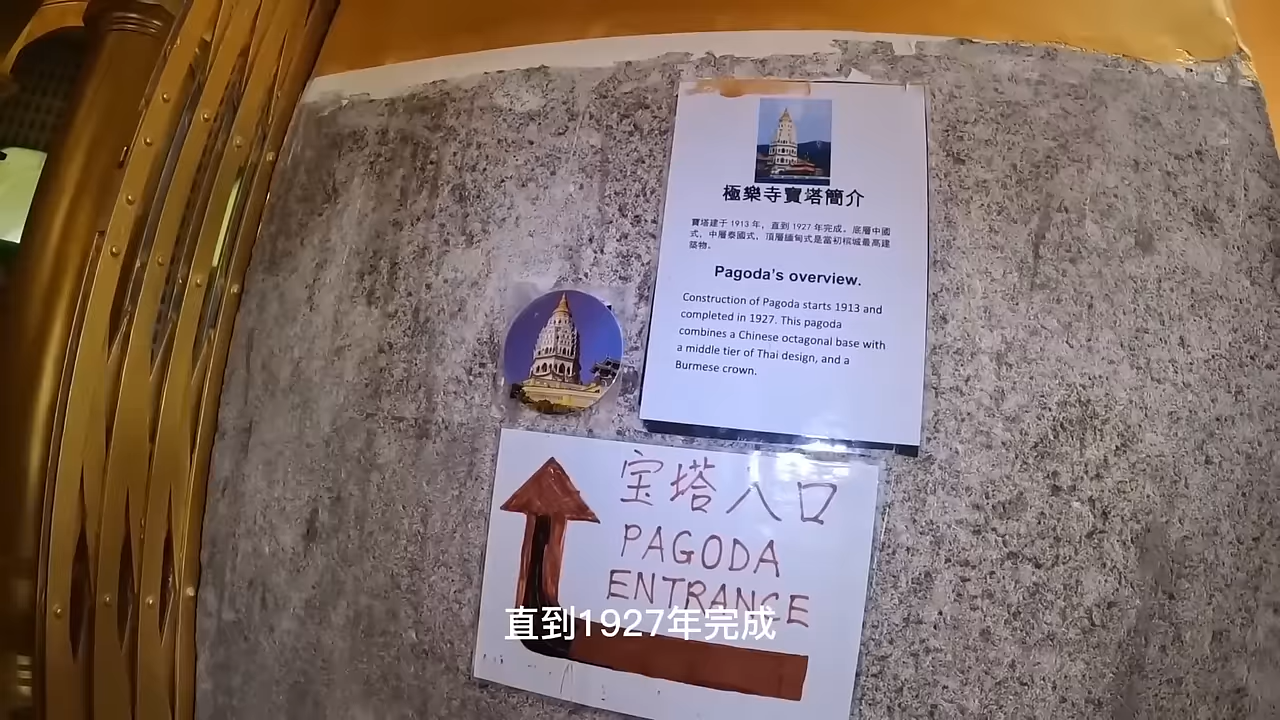 極樂寺寶塔簡介
寶塔建于 1913 年，直到 1927 年完成。底層中國
式，中層泰國式，頂層緬甸式是當初檳城最高建
築物。
Pagoda's overview.
Construction of Pagoda starts 1913 and
completed in 1927. This pagoda
combines a Chinese octagonal base with
a middle tier of Thai design, and a
Burmese crown.
宝塔入口
PAGODA
ENTRANCE
直到1927年完成